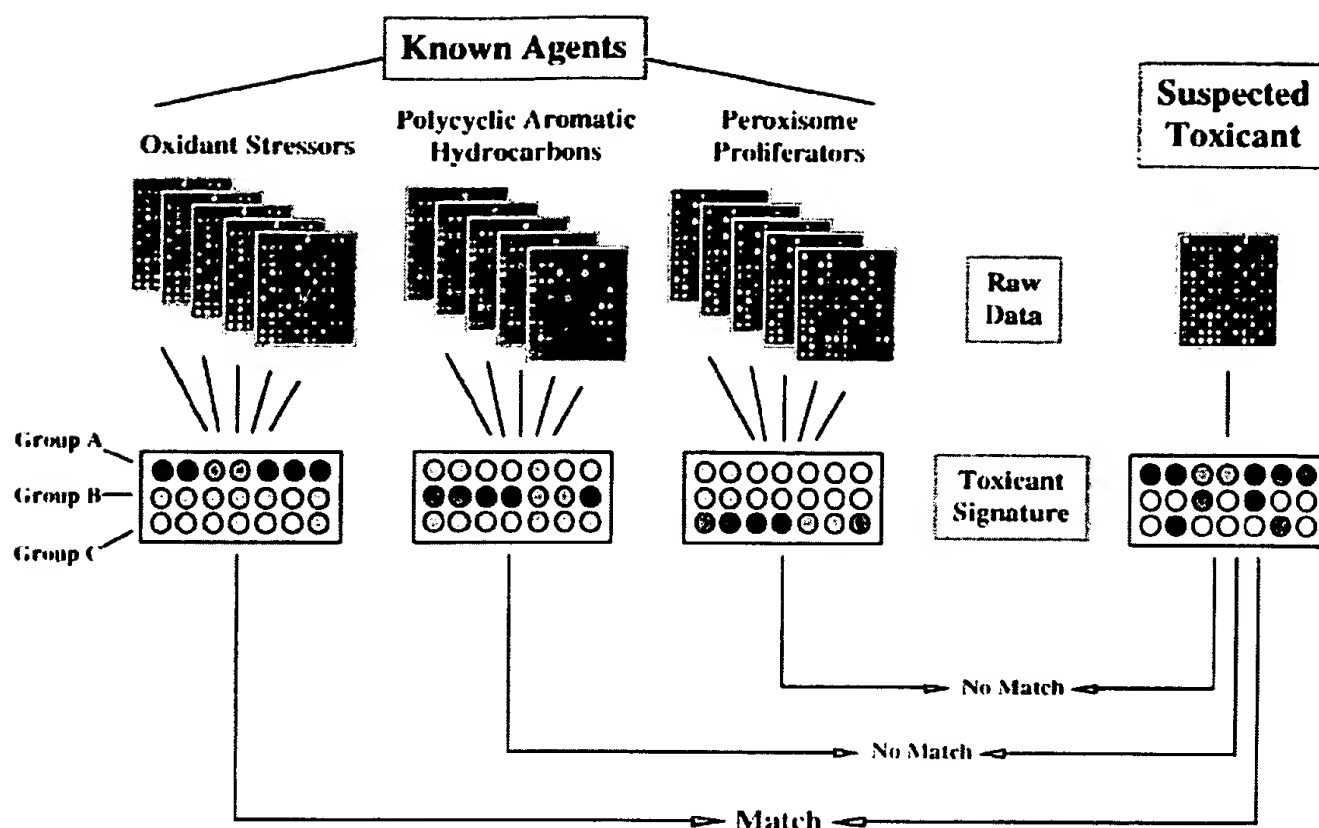 Known Agents
Suspected
Toxicant
Oxidant Stressors
Polycyclic Aromatic
Hydrocarbons
Peroxisome
Proliferators
Raw
Data
Group A
Group B
Group C
Toxicant
Signature
No Match
No Match
Match